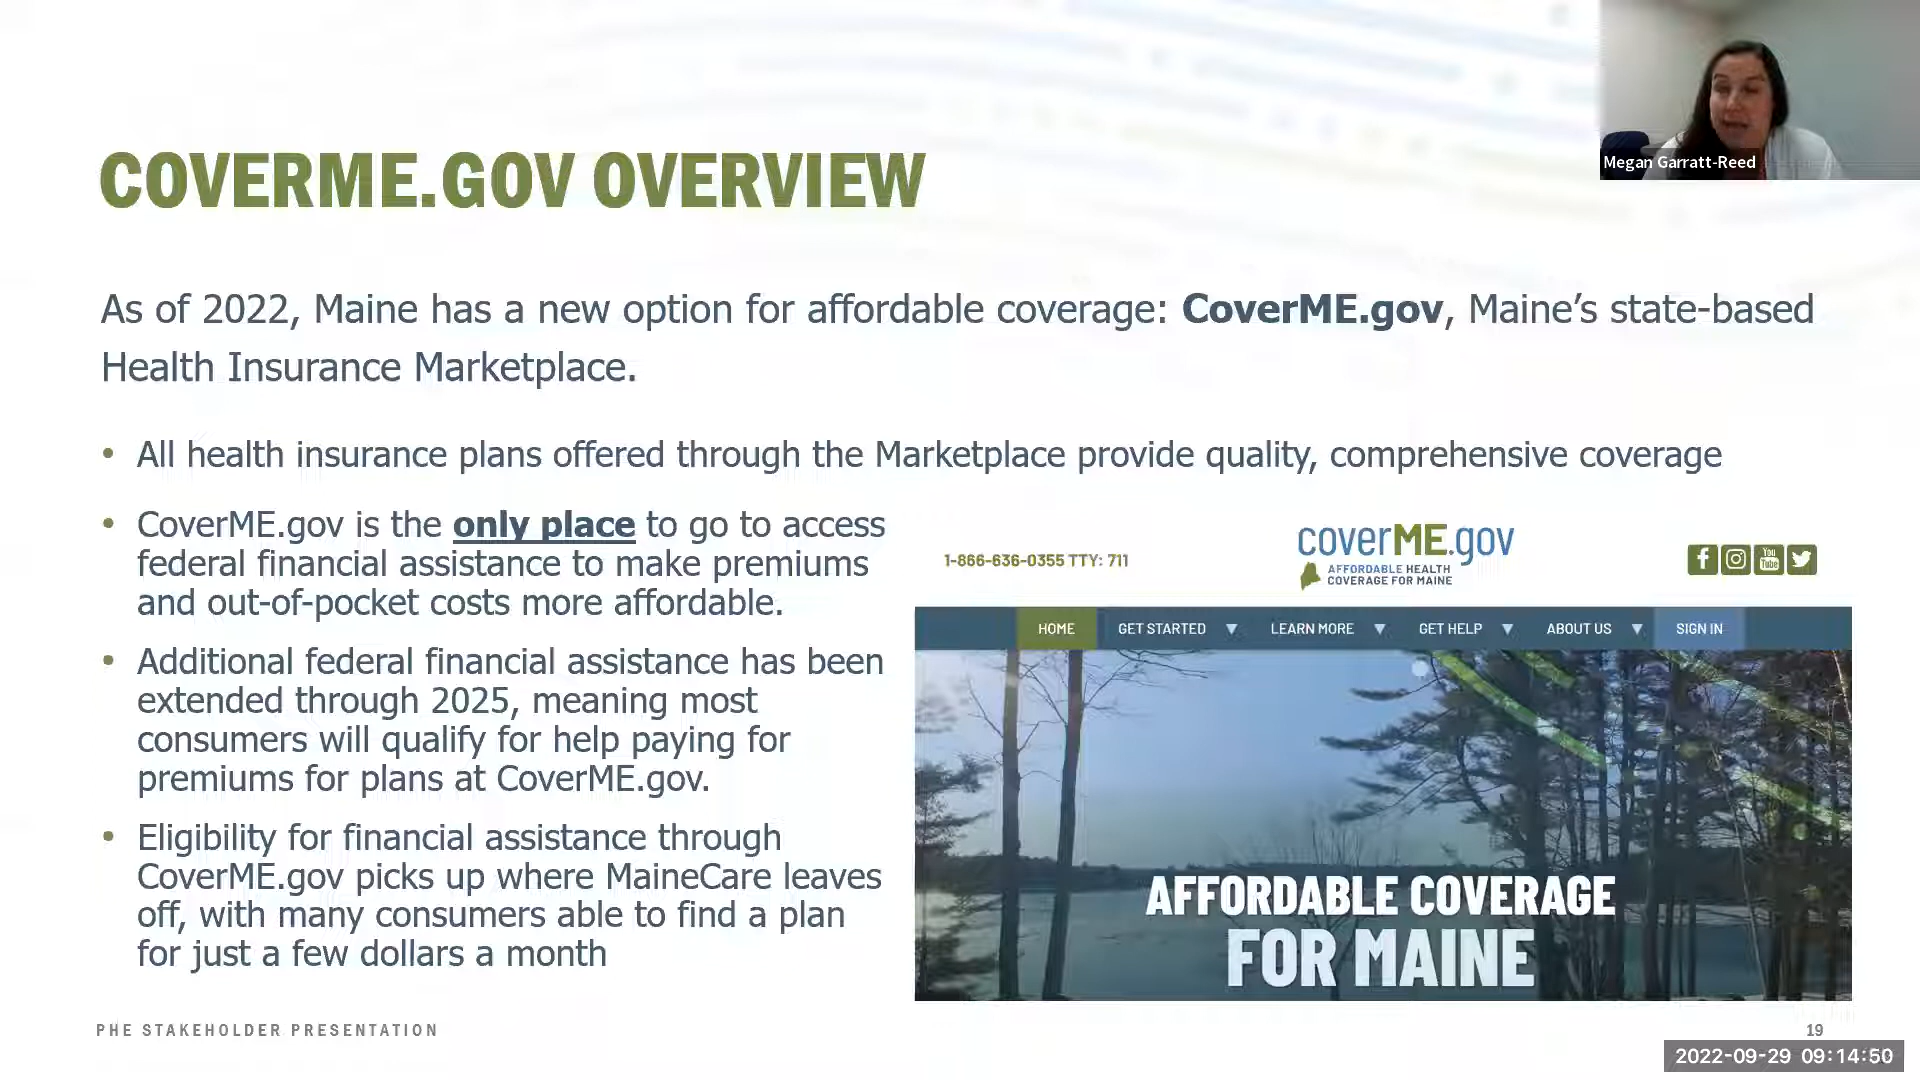 Megan Garratt-Reed
COVERME.GOV OVERVIEW
As of 2022, Maine has a new option for affordable coverage: CoverME.gov, Maine’s state-based
Health Insurance Marketplace.
• All health insurance plans offered through the Marketplace provide quality, comprehensive coverage
• CoverME.gov is the only place to go to access
federal financial assistance to make premiums
and out-of-pocket costs more affordable.
• Additional federal financial assistance has been
extended through 2025, meaning most
consumers will qualify for help paying for
premiums for plans at CoverME.gov.
• Eligibility for financial assistance through
CoverME.gov picks up where MaineCare leaves
off, with many consumers able to find a plan
for just a few dollars a month
1-866-636-0355 TTY: 711
coverME.gov
AFFORDABLE HEALTH
COVERAGE FOR MAINE
You
Tube
HOME GET STARTED LEARN MORE GET HELP ABOUT US SIGN IN
AFFORDABLE COVERAGE
FOR MAINE
PHE STAKEHOLDER PRESENTATION
19
2022-09-29 09:14:50